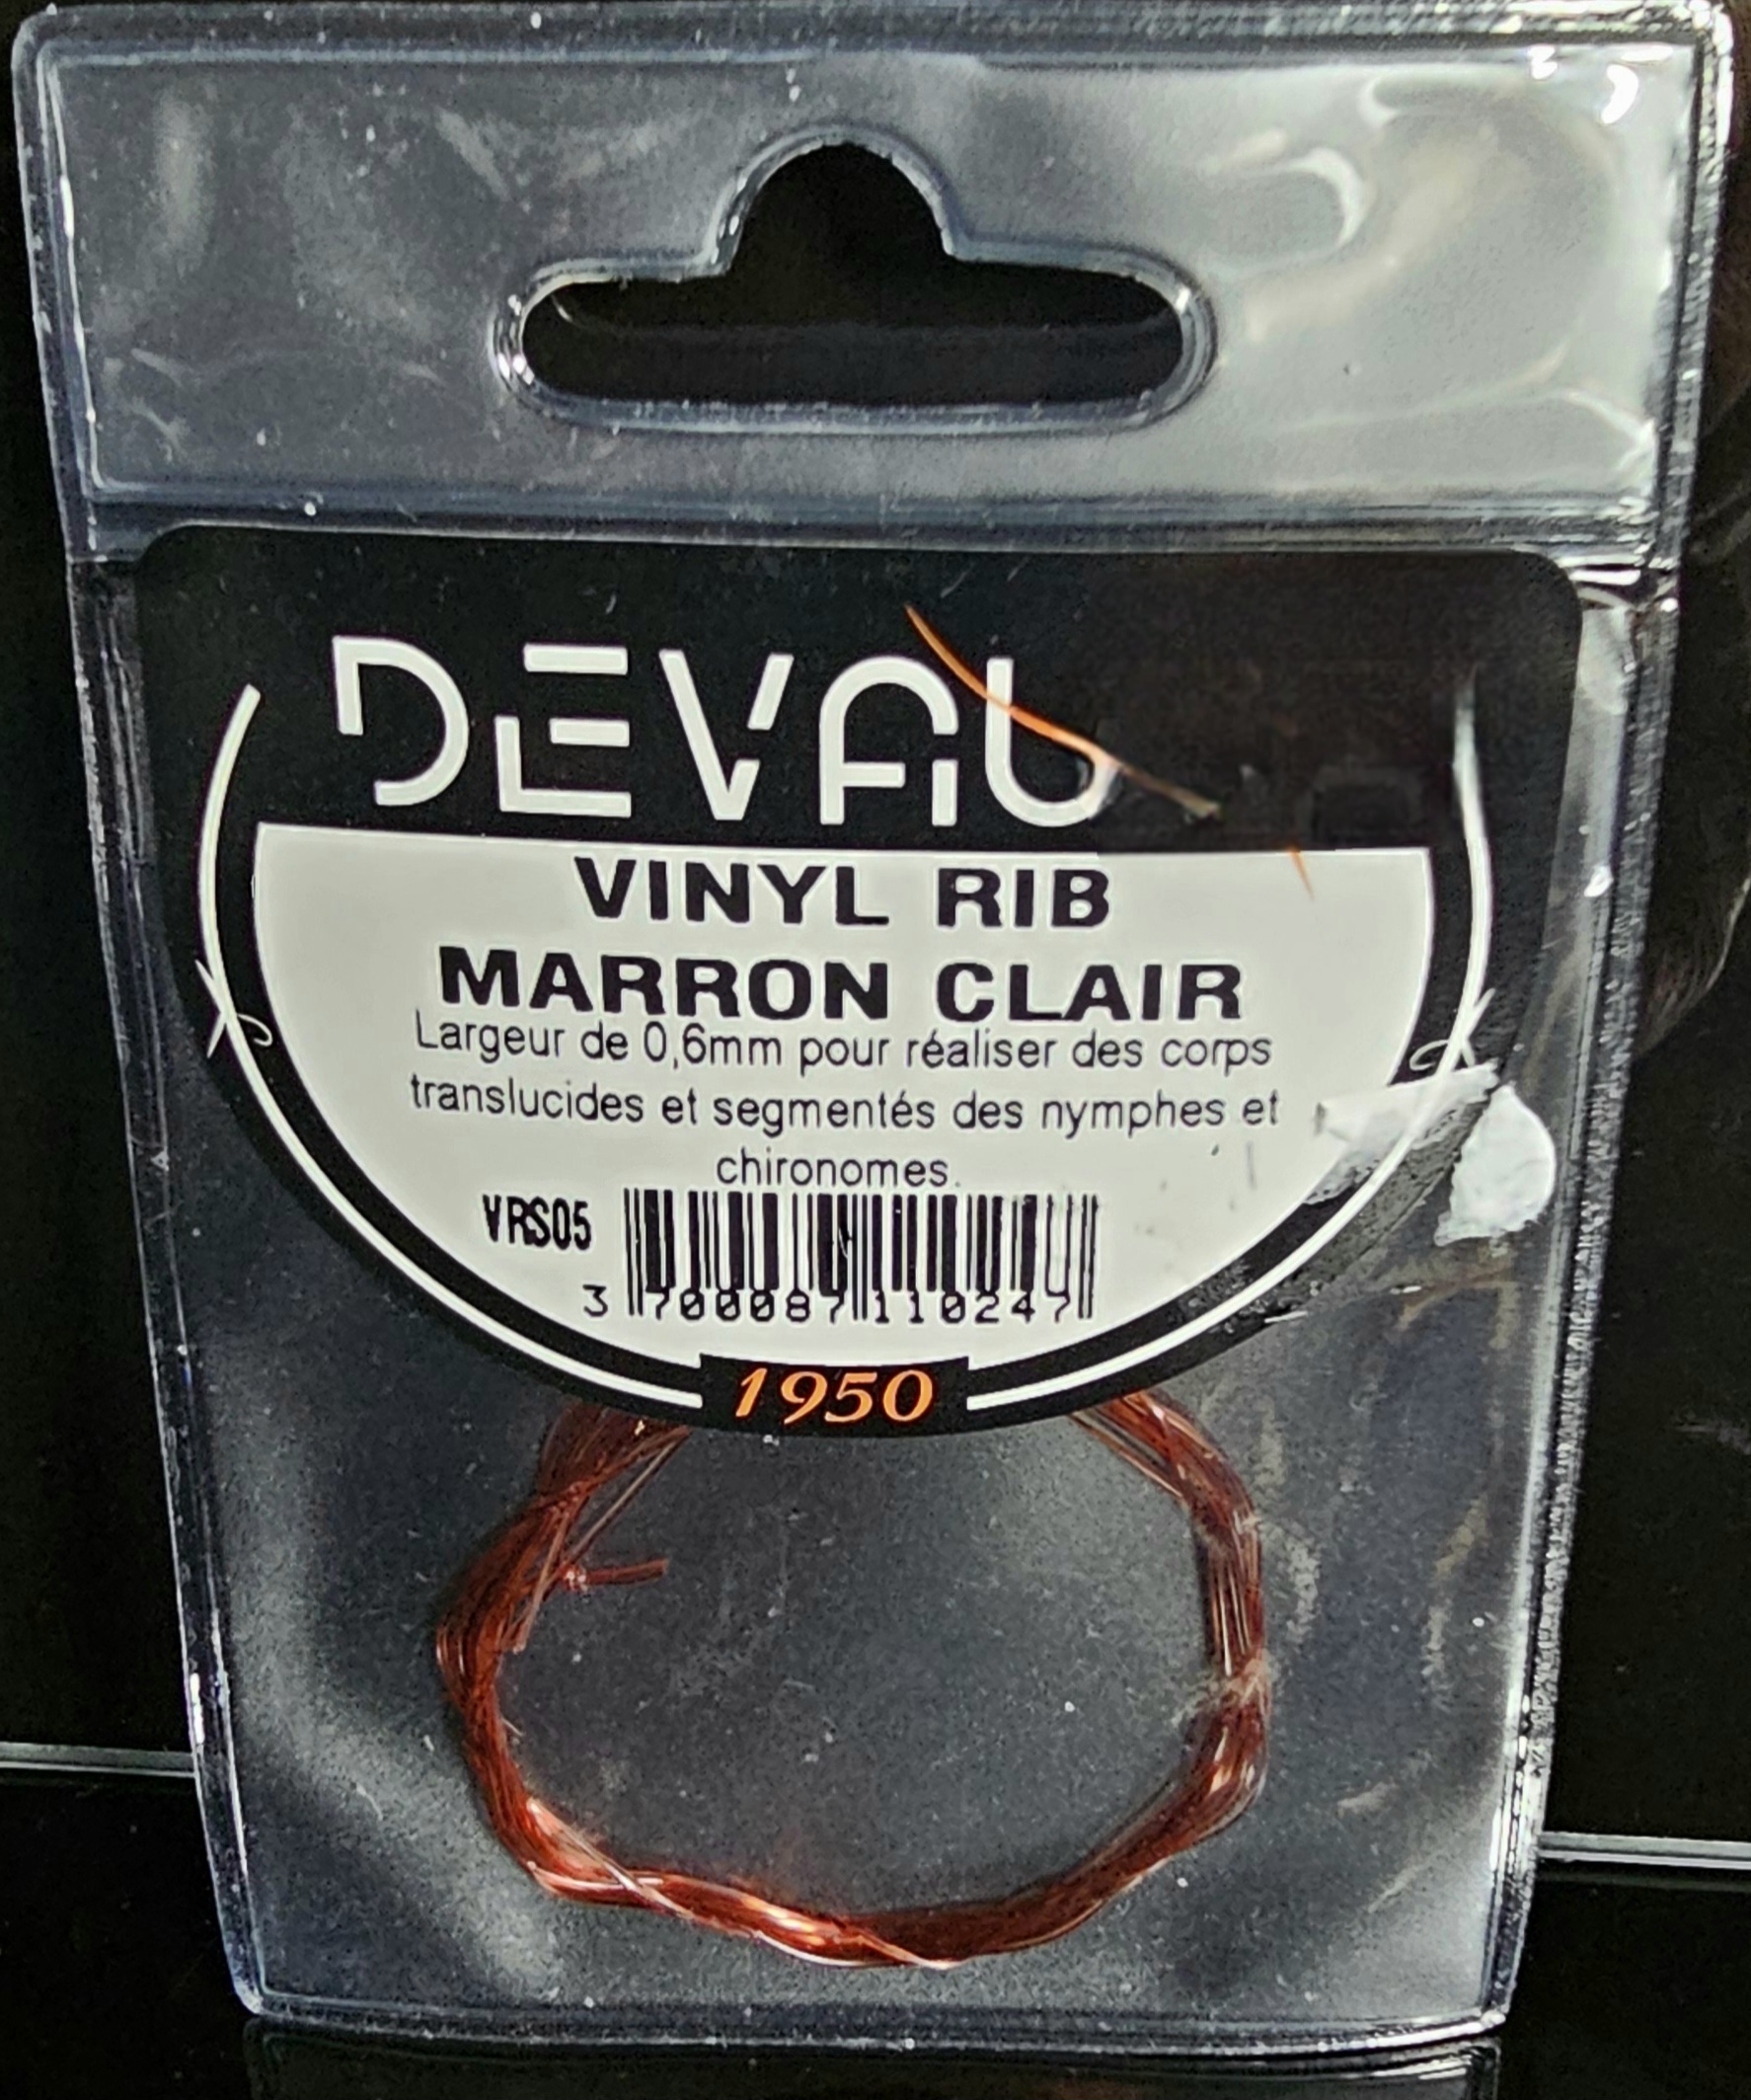 DEVAU
VINYL RIB
MARRON CLAIR
Largeur de 0,6mm pour réaliser des corps
translucides et segmentés des nymphes et
chironomes.
VRS05
3 700087 110247
1950